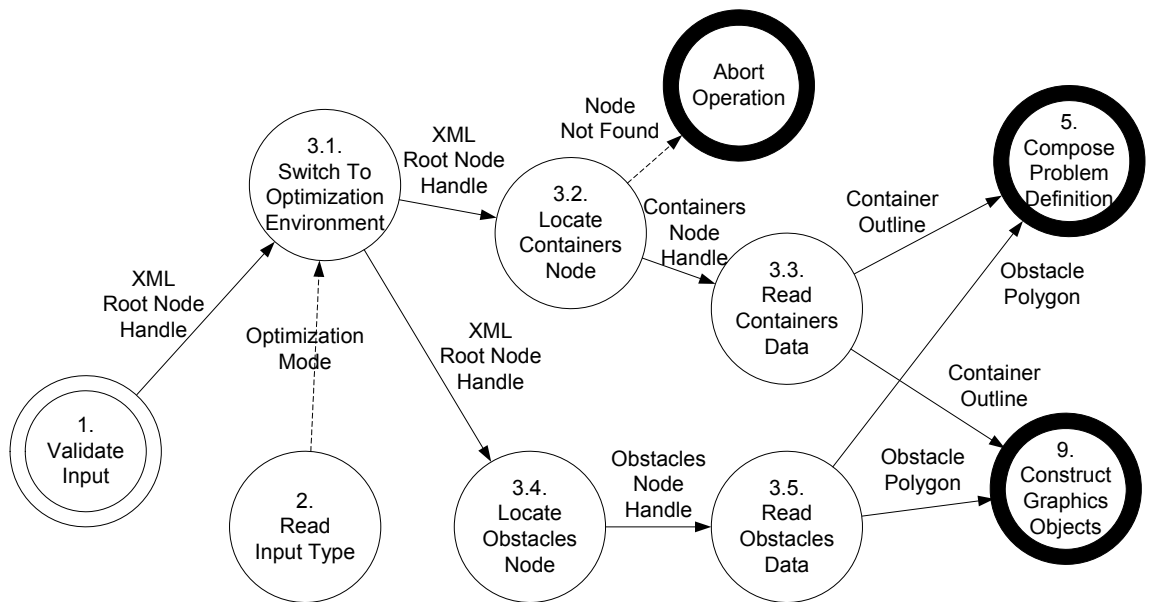 Abort
Operation
Node
Not Found
5.
Compose
Problem
Definition
3.1.
Switch To
Optimization
Environment
XML
Root Node
Handle
3.2.
Locate
Containers
Node
Containers
Node
Handle
Container
Outline
3.3.
Read
Containers
Data
Obstacle
Polygon
XML
Root Node
Handle
Optimization
Mode
XML
Root Node
Handle
Container
Outline
1.
Validate
Input
2.
Read
Input Type
3.4.
Locate
Obstacles
Node
Obstacles
Node
Handle
3.5.
Read
Obstacles
Data
Obstacle
Polygon
9.
Construct
Graphics
Objects